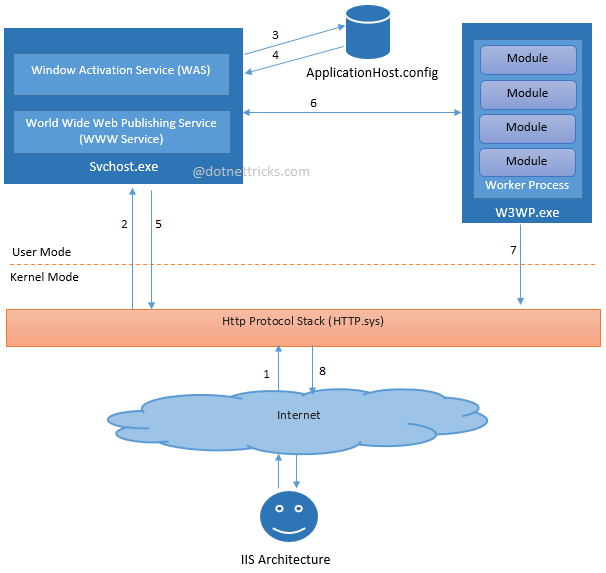 3
4
ApplicationHost.config
Window Activation Service (WAS)
World Wide Web Publishing Service
(WWW Service)
Svchost.exe
@dotnettricks.com
6
Module
Module
Module
Module
Worker Process
W3WP.exe
2
5
7
User Mode
Kernel Mode
Http Protocol Stack (HTTP.sys)
1
8
Internet
IIS Architecture